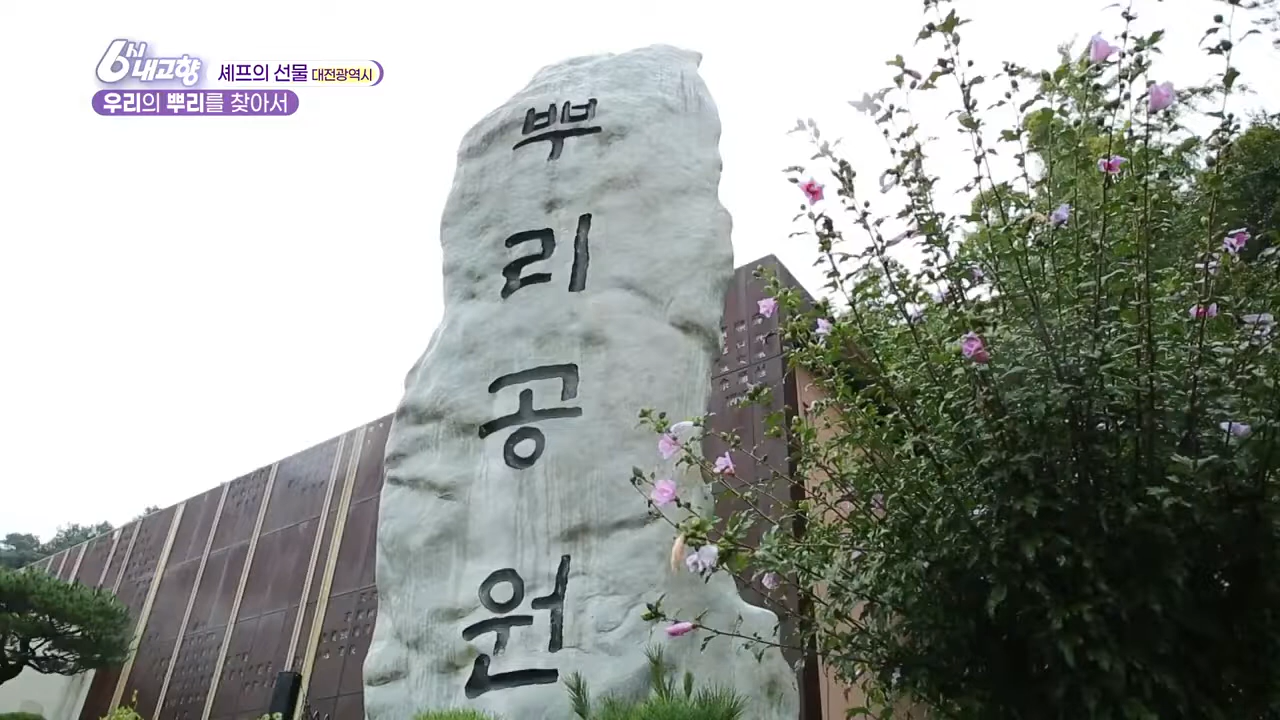 6시 내고향
셰프의 선물 대전광역시
우리의 뿌리를 찾아서
뿌
리
공
원